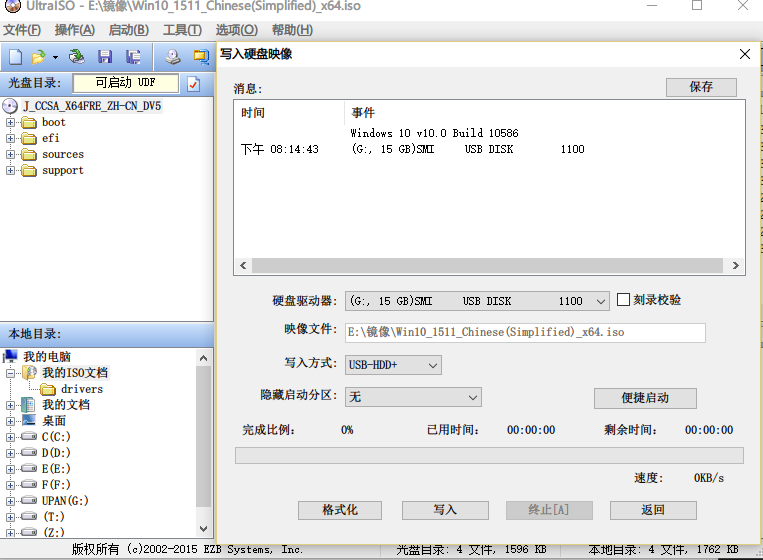 UltraISO - E:\镜像\Win10_1511_Chinese(Simplified)_x64.iso
文件(F) 操作(A) 启动(B) 工具(T) 选项(O) 帮助(H)
光盘目录: 可启动 UDF
J_CCSA_X64FRE_ZH-CN_DV5
boot
efi
sources
support
本地目录:
我的电脑
我的ISO文档
drivers
我的文档
桌面
C(C:)
D(D:)
E(E:)
F(F:)
UPAN(G:)
(T:)
(Z:)
写入硬盘映像
消息: 保存
时间 事件
Windows 10 v10.0 Build 10586
下午 08:14:43 (G:, 15 GB)SMI USB DISK 1100
硬盘驱动器: (G:, 15 GB)SMI USB DISK 1100 刻录校验
映像文件: E:\镜像\Win10_1511_Chinese(Simplified)_x64.iso
写入方式: USB-HDD+
隐藏启动分区: 无 便捷启动
完成比例: 0% 已用时间: 00:00:00 剩余时间: 00:00:00
速度: 0KB/s
格式化 写入 终止[A] 返回
版权所有 (c)2002-2015 EZB Systems, Inc. 光盘目录: 4 文件, 1596 KB 本地目录: 4 文件, 1762 KB